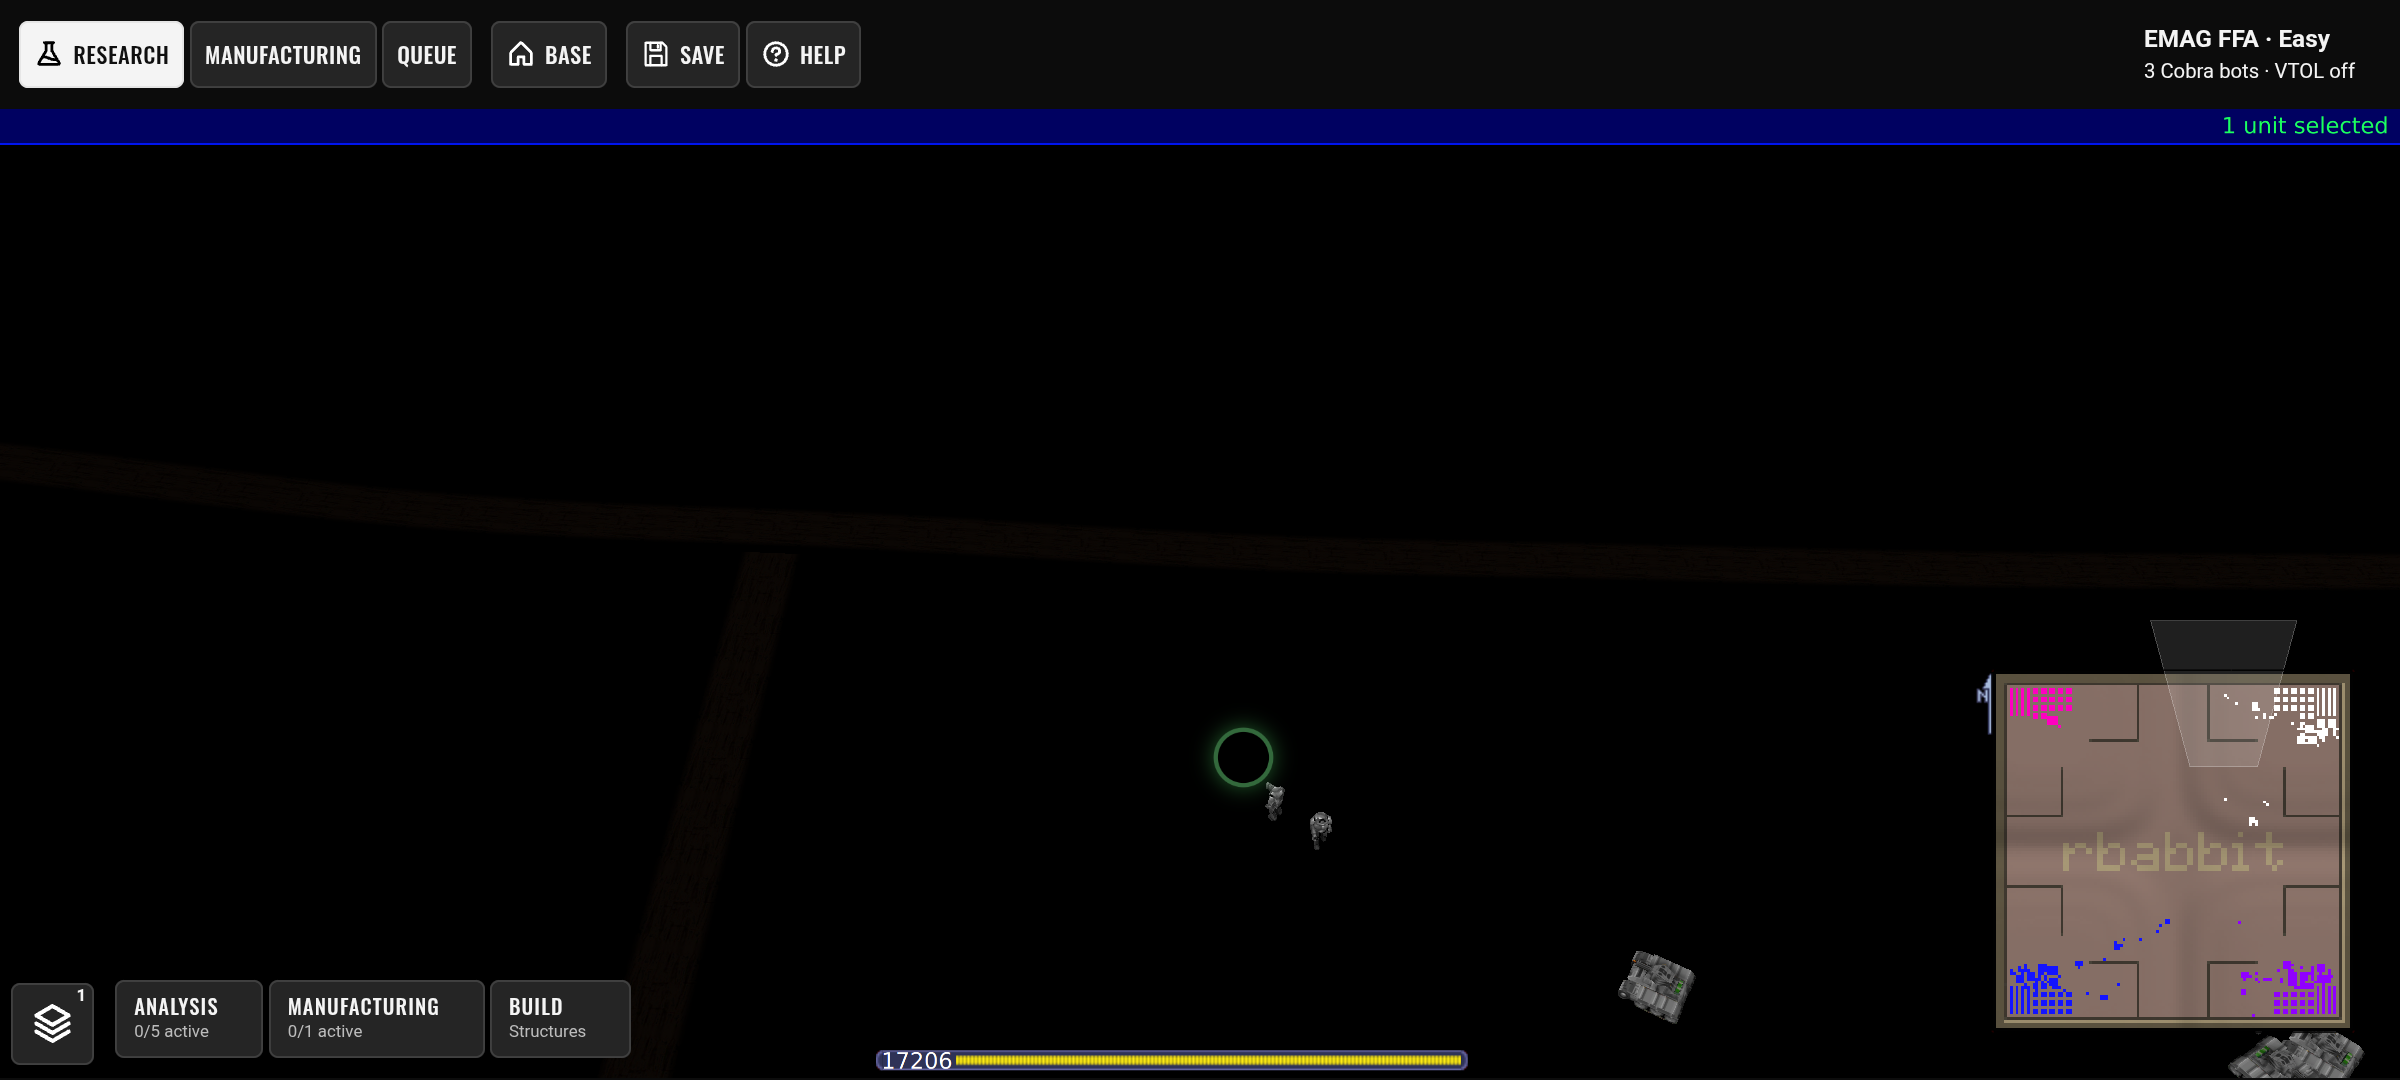 RESEARCH
MANUFACTURING
QUEUE
BASE
SAVE
HELP
EMAG FFA · Easy
3 Cobra bots · VTOL off
1 unit selected
N
rbabbit
1
ANALYSIS
0/5 active
MANUFACTURING
0/1 active
BUILD
Structures
17206